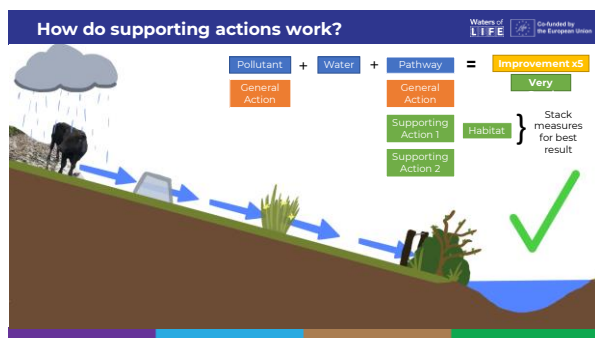 How do supporting actions work?
Waters of
LIFE
Co-funded by
the European Union
Pollutant + Water + Pathway = Improvement x5
General
Action
General
Action
Very
Supporting
Action 1
Habitat
}
Stack
measures
for best
result
Supporting
Action 2